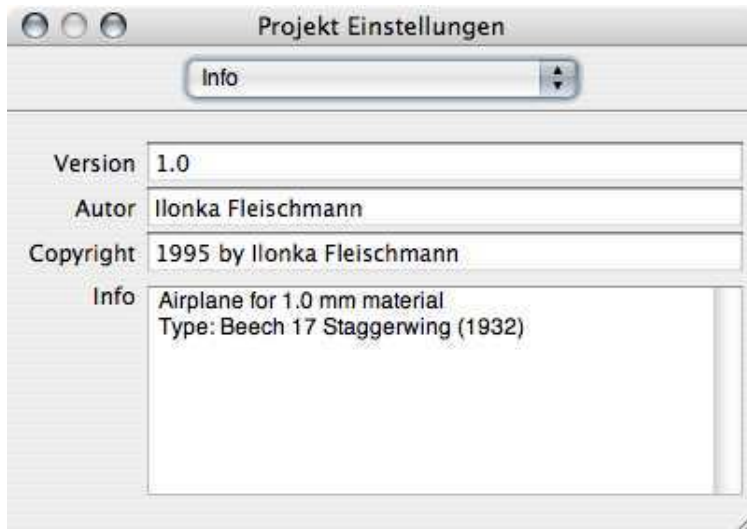 Projekt Einstellungen
Info
Version 1.0
Autor Ilonka Fleischmann
Copyright 1995 by Ilonka Fleischmann
Info Airplane for 1.0 mm material
Type: Beech 17 Staggerwing (1932)